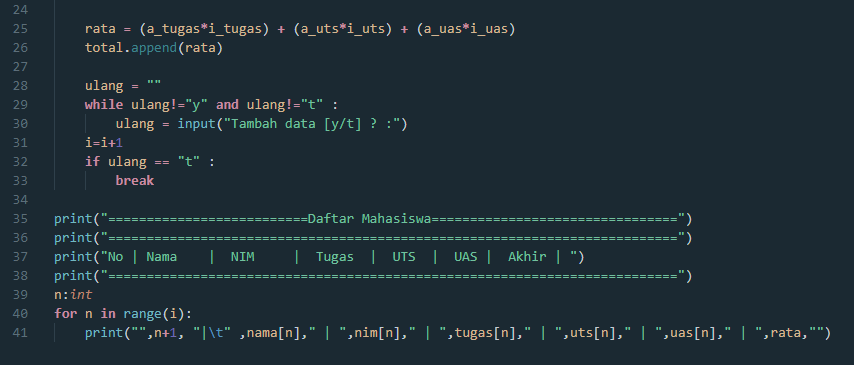 24
25 rata = (a_tugas*i_tugas) + (a_uts*i_uts) + (a_uas*i_uas)
26 total.append(rata)
27
28 ulang = ""
29 while ulang!="y" and ulang!="t" :
30 ulang = input("Tambah data [y/t] ? :")
31 i=i+1
32 if ulang == "t" :
33 break
34
35 print("==========================Daftar Mahasiswa================================")
36 print("==========================================================================")
37 print("No | Nama    |  NIM     |  Tugas  |  UTS  |  UAS |  Akhir | ")
38 print("==========================================================================")
39 n:int
40 for n in range(i):
41 print("",n+1, "|\t" ,nama[n]," | ",nim[n]," | ",tugas[n]," | ",uts[n]," | ",uas[n]," | ",rata,"")